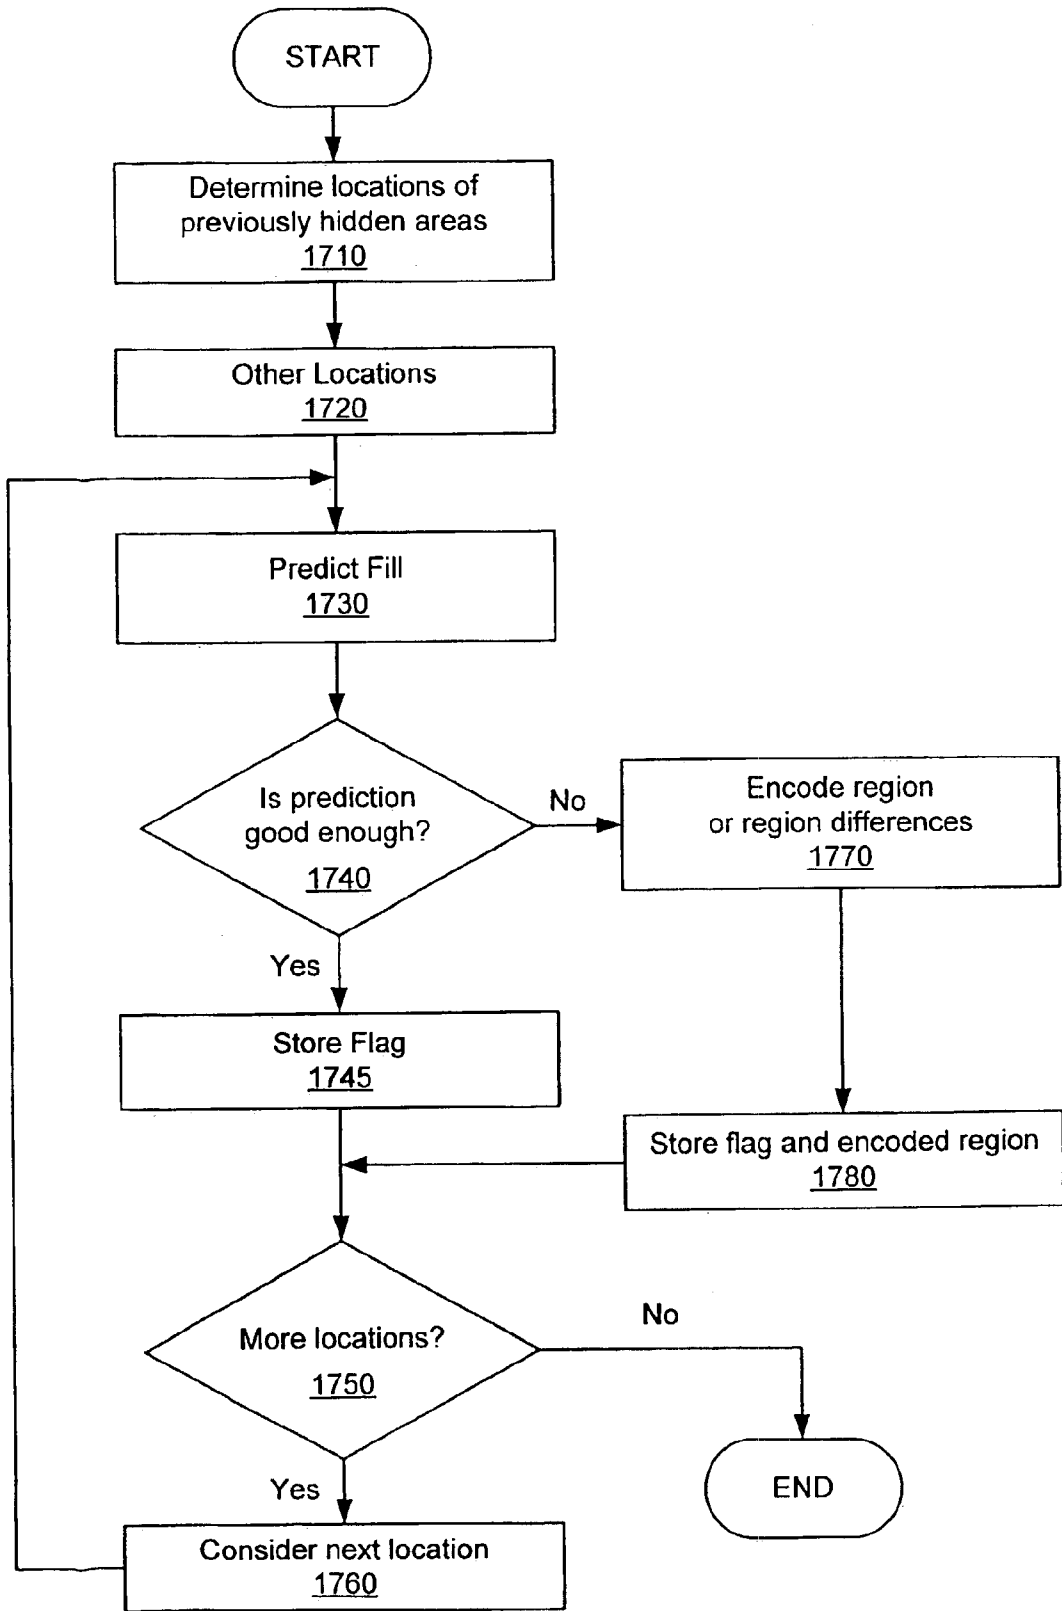 START
Determine locations of
previously hidden areas
1710
Other Locations
1720
Predict Fill
1730
Is prediction
good enough?
1740
No
Encode region
or region differences
1770
Yes
Store Flag
1745
Store flag and encoded region
1780
More locations?
1750
No
END
Yes
Consider next location
1760